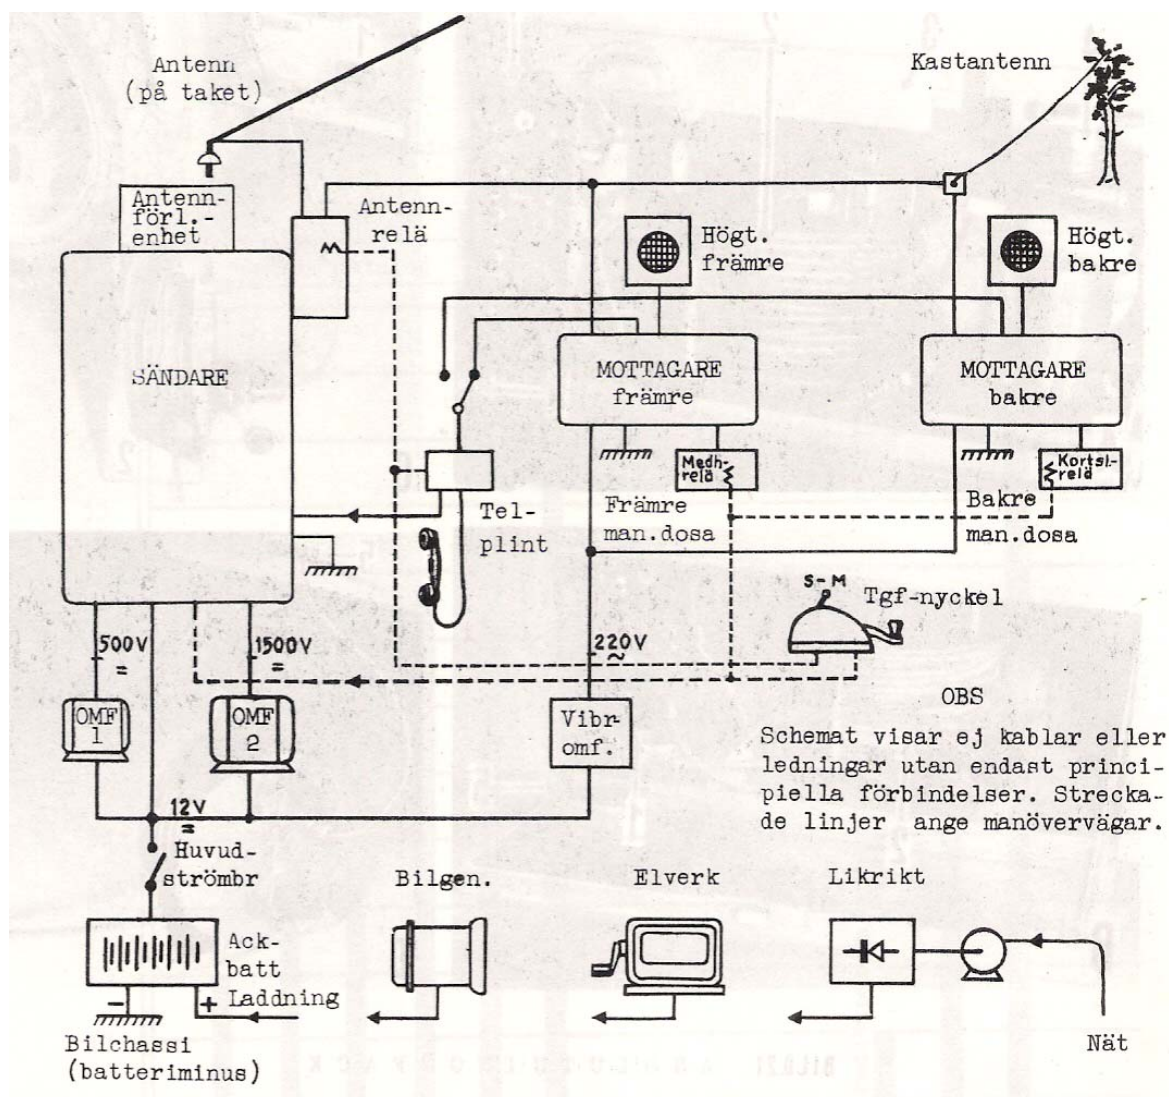 Antenn
(på taket)
Kastantenn
Antenn-
förl.-
enhet
Antenn-
relä
Högt.
främre
Högt.
bakre
SÄNDARE
MOTTAGARE
främre
MOTTAGARE
bakre
Medh-
relä
Kortsl.-
relä
Tel-
plint
Främre
man.dosa
Bakre
man.dosa
S-M
Tgf-nyckel
500V
=
1500V
=
220V
~
OMF
1
OMF
2
Vibr-
omf.
OBS
Schemat visar ej kablar eller
ledningar utan endast princi-
piella förbindelser. Strecka-
de linjer ange manövervägar.
12V
=
Huvud-
strömbr
Bilgen.
Elverk
Likrikt
Ack-
batt
Laddning
-
+
Bilchassi
(batteriminus)
Nät